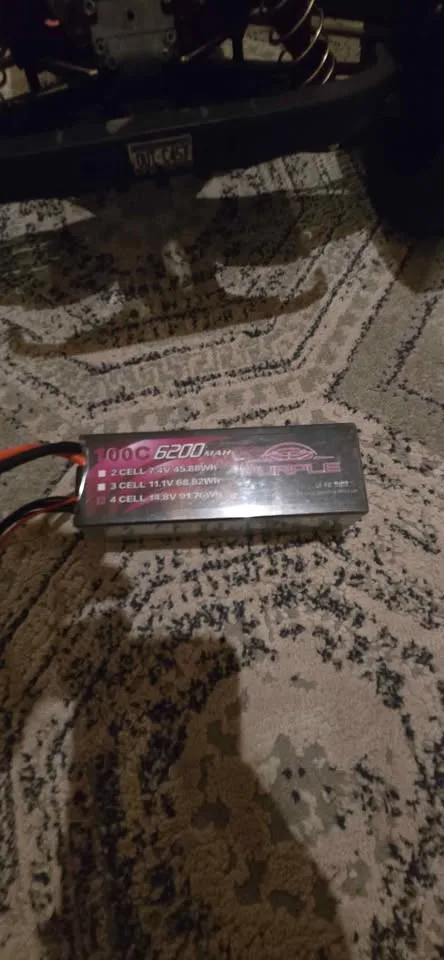 100C 6200MAH
2 CELL 7.4V 45.88Wh
3 CELL 11.1V 68.82Wh
4 CELL 14.8V 91.76Wh
PURPLE